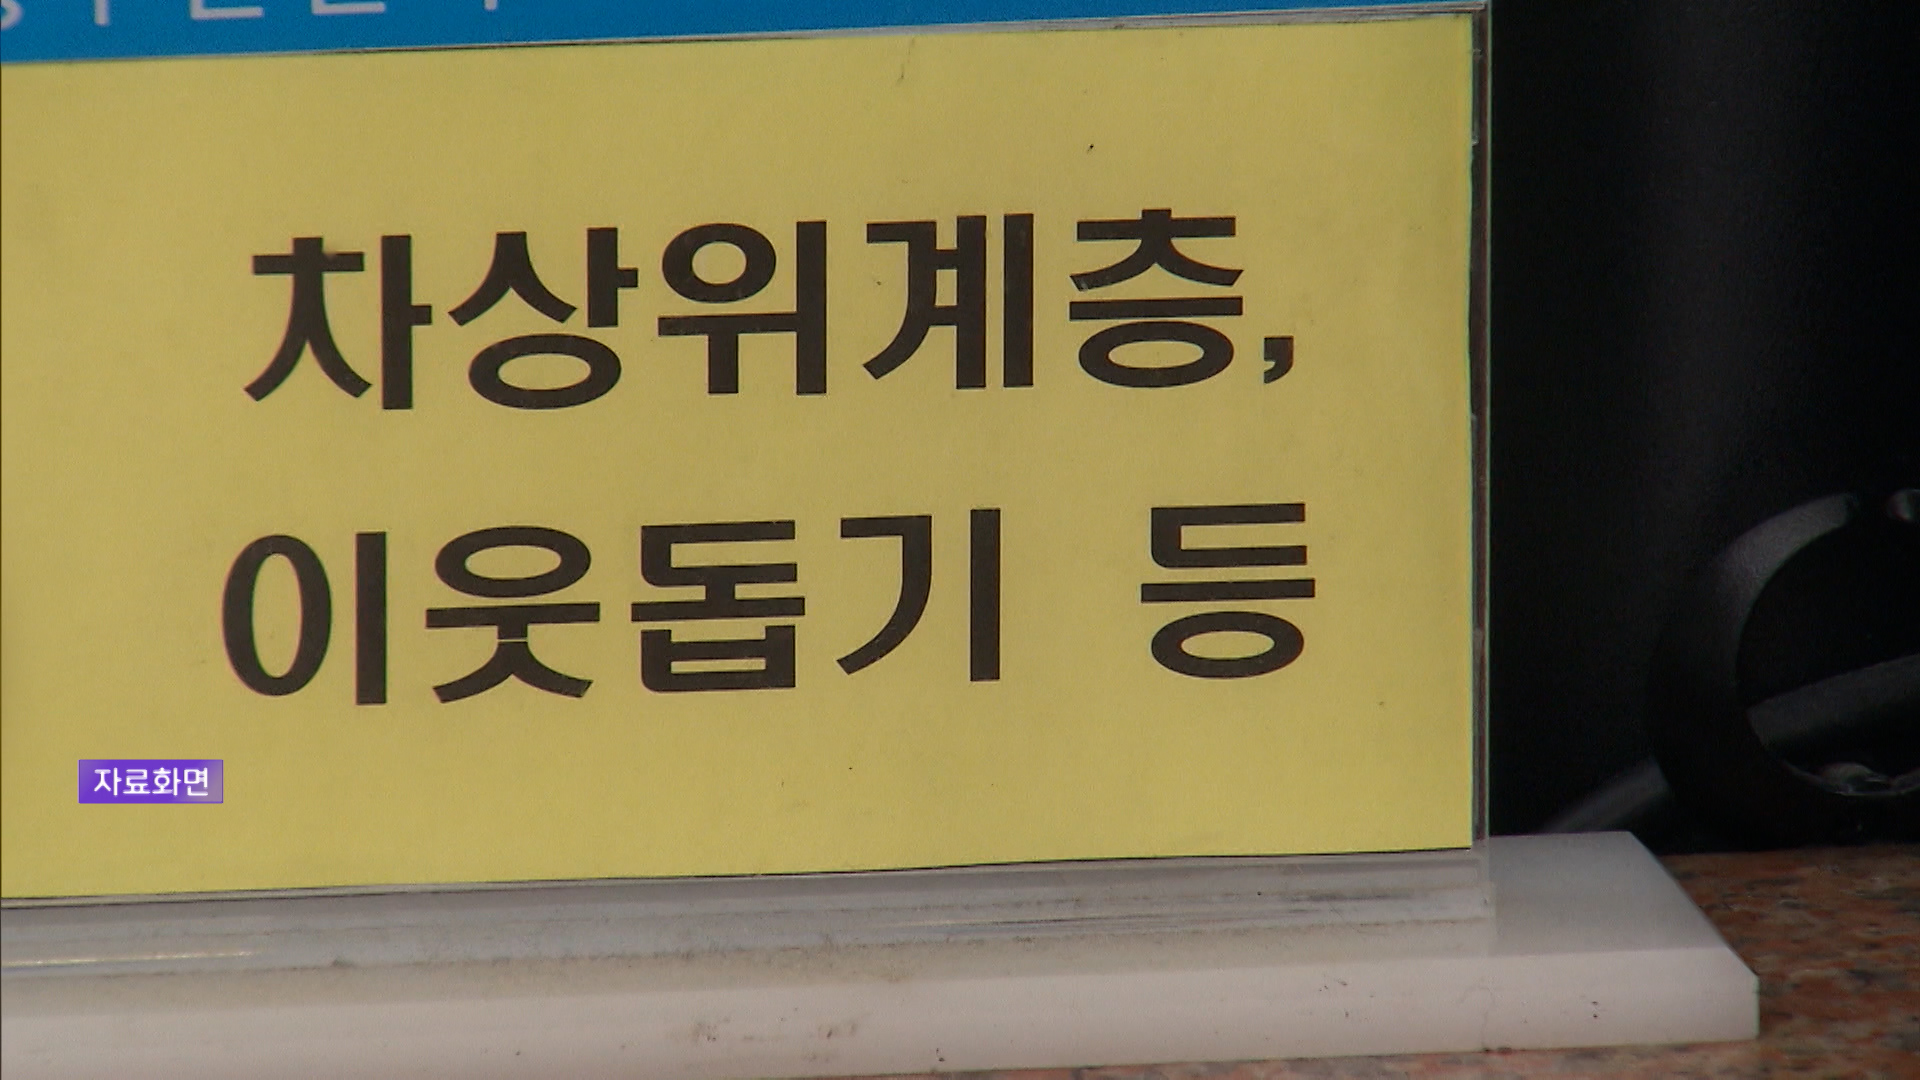 차상위계층,
이웃돕기 등
자료화면